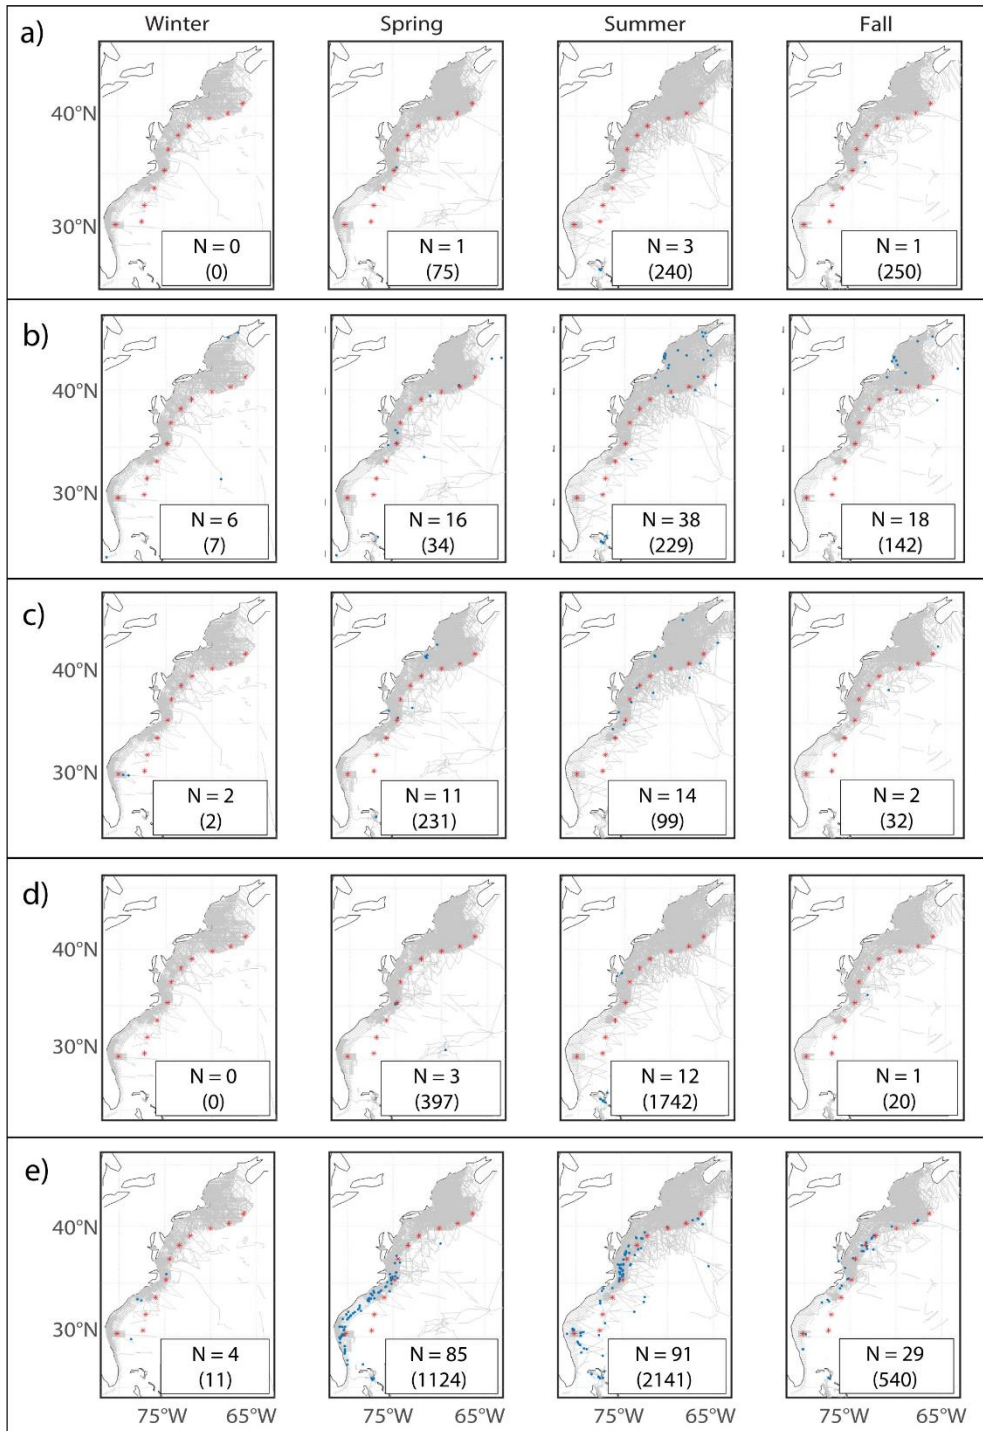 Winter Spring Summer Fall
a)
40°N
30°N
N = 0 N = 1 N = 3 N = 1
(0) (75) (240) (250)
b)
40°N
30°N
N = 6 N = 16 N = 38 N = 18
(7) (34) (229) (142)
c)
40°N
30°N
N = 2 N = 11 N = 14 N = 2
(2) (231) (99) (32)
d)
40°N
30°N
N = 0 N = 3 N = 12 N = 1
(0) (397) (1742) (20)
e)
40°N
30°N
N = 4 N = 85 N = 91 N = 29
(11) (1124) (2141) (540)
75°W 65°W 75°W 65°W 75°W 65°W 75°W 65°W